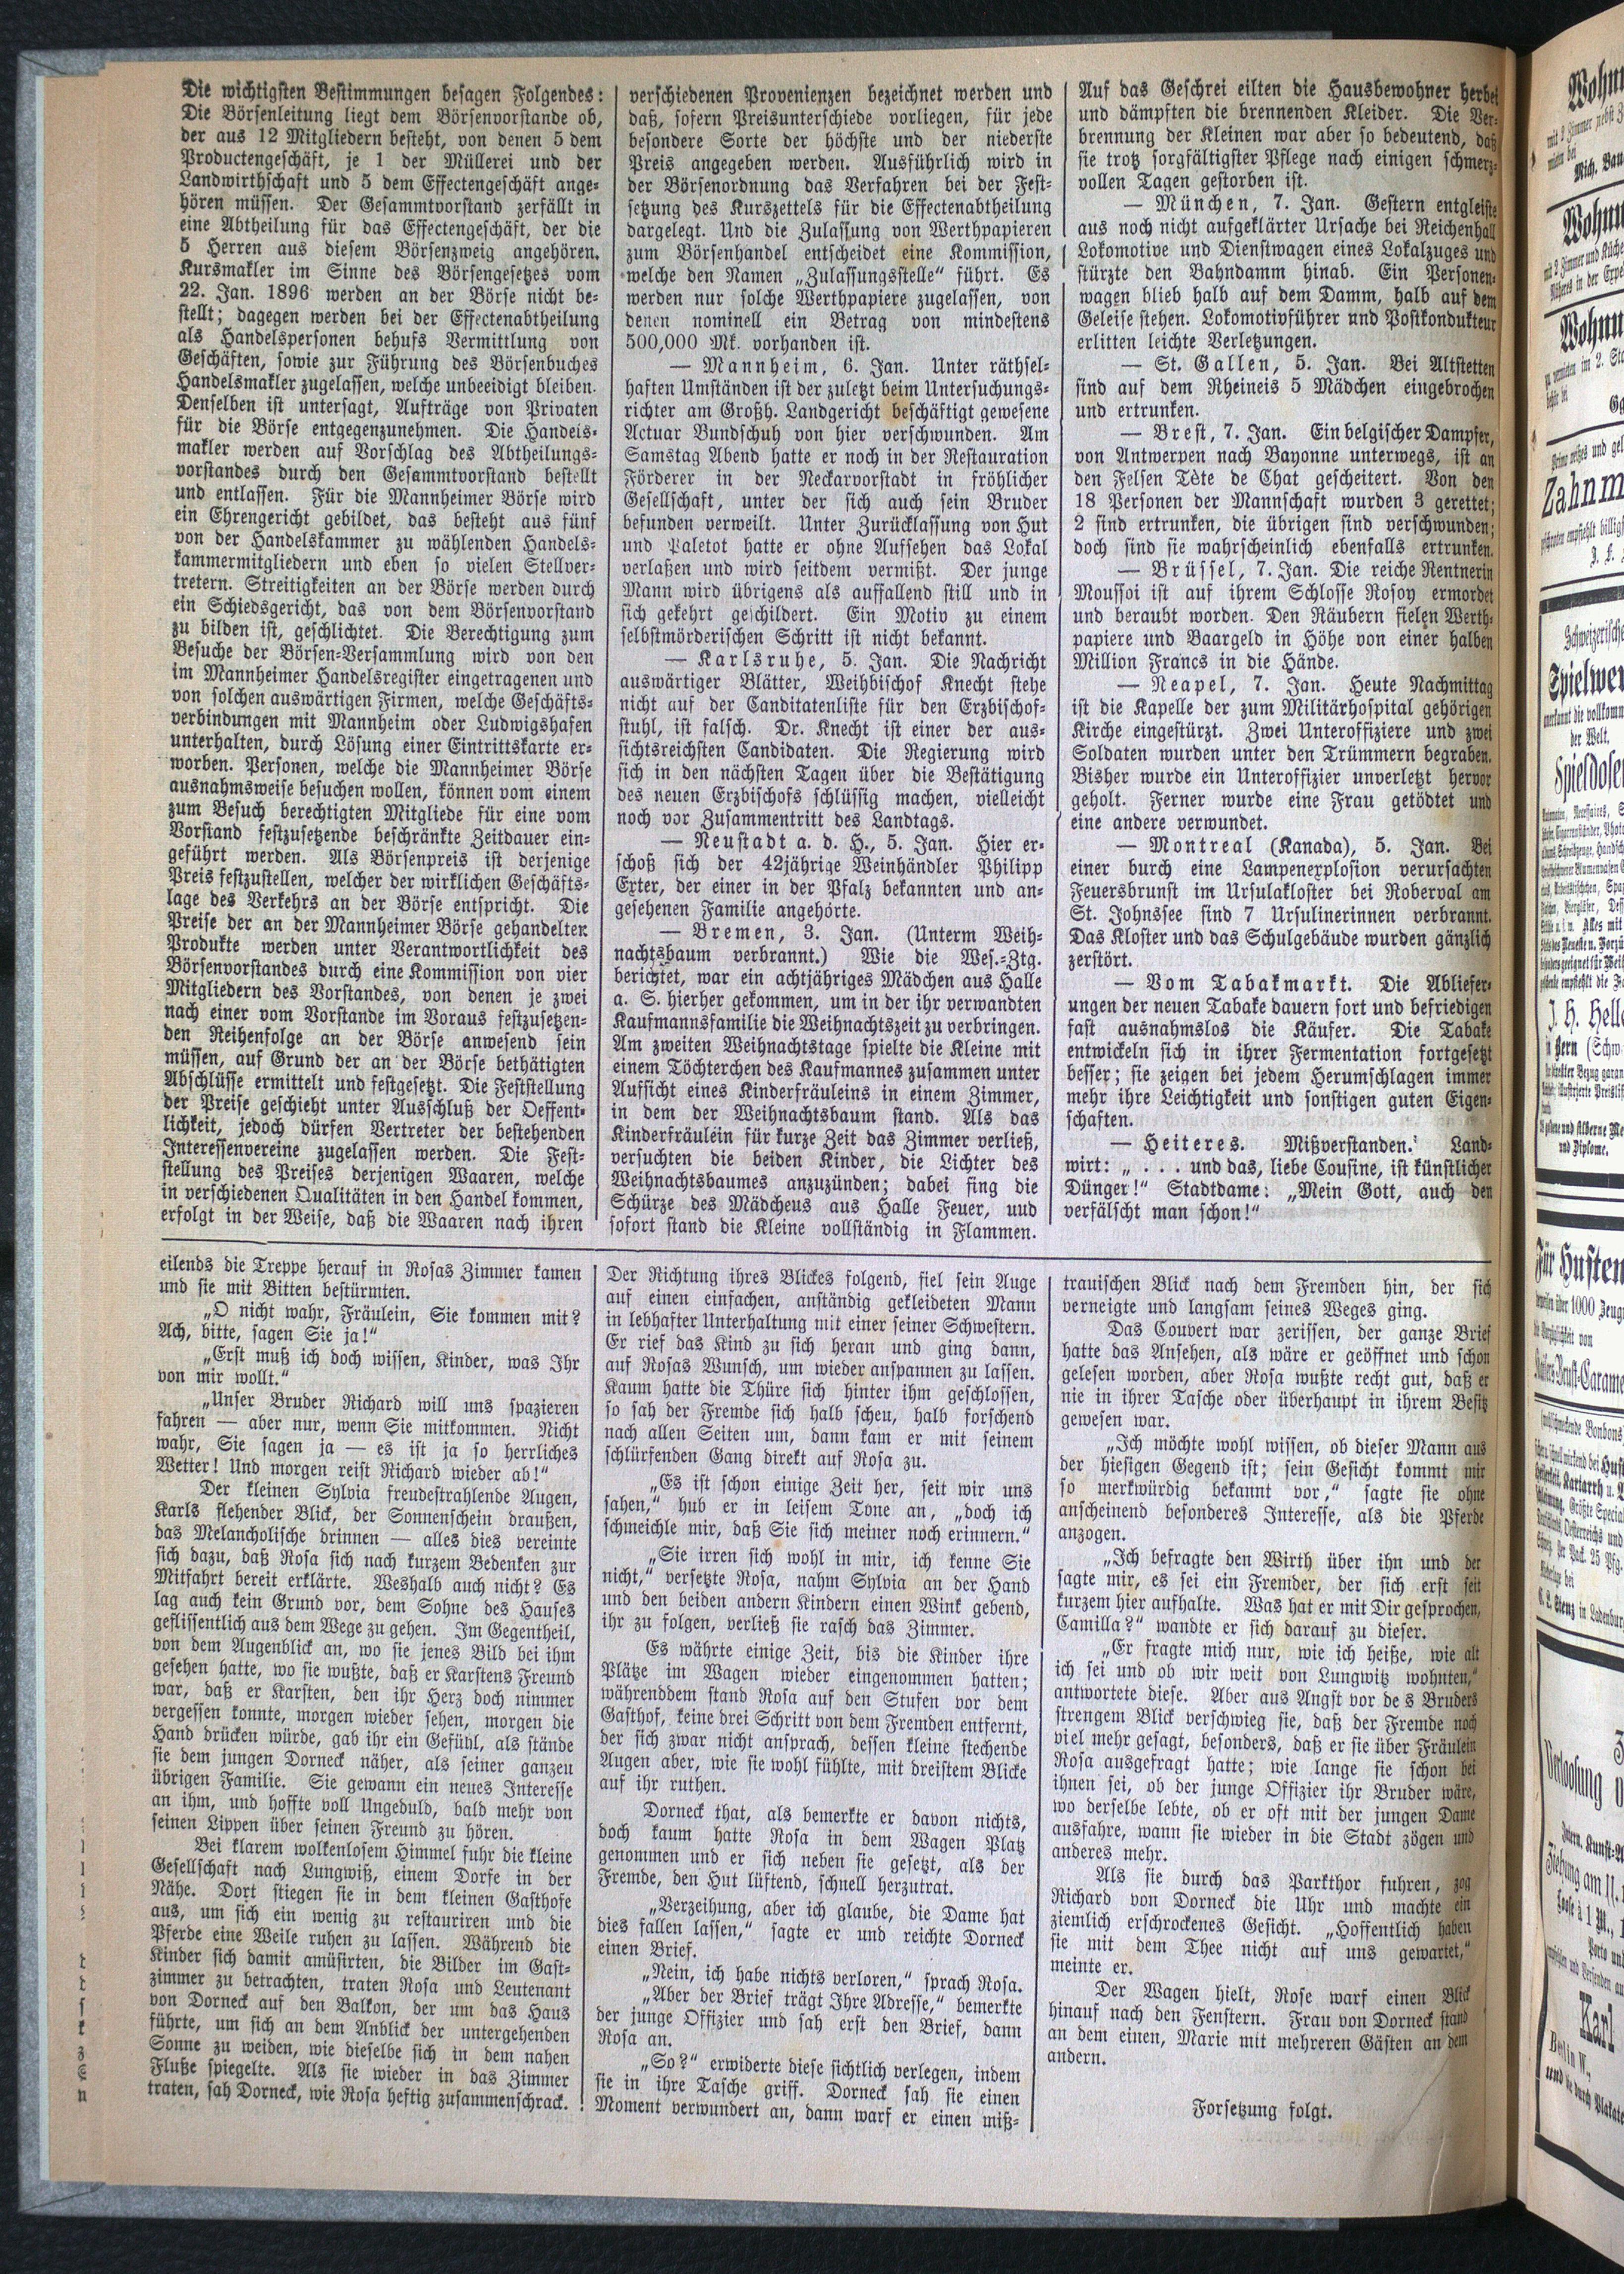 Die wichtigsten Bestimmungen besagen Folgendes:
Die Börsenleitung liegt dem Börsenvorstande ob,
der aus 12 Mitgliedern besteht, von denen 5 dem
Productengeschäft, je 1 der Müllerei und der
Landwirthschaft und 5 dem Effectengeschäft ange-
hören müssen. Der Gesammtvorstand zerfällt in
eine Abtheilung für das Effectengeschäft, der die
5 Herren aus diesem Börsenzweig angehören.
Kursmakler im Sinne des Börsengesetzes vom
22. Jan. 1896 werden an der Börse nicht be-
stellt; dagegen werden bei der Effectenabtheilung
als Handelspersonen behufs Vermittlung von
Geschäften, sowie zur Führung des Börsenbuches
Handelsmakler zugelassen, welche unbeeidigt bleiben.
Denselben ist untersagt, Aufträge von Privaten
für die Börse entgegenzunehmen. Die Handels-
makler werden auf Vorschlag des Abtheilungs-
vorstandes durch den Gesammtvorstand bestellt
und entlassen. Für die Mannheimer Börse wird
ein Ehrengericht gebildet, das besteht aus fünf
von der Handelskammer zu wählenden Handels-
kammermitgliedern und eben so vielen Stellver-
tretern. Streitigkeiten an der Börse werden durch
ein Schiedsgericht, das von dem Börsenvorstand
zu bilden ist, geschlichtet. Die Berechtigung zum
Besuche der Börsen-Versammlung wird von den
im Mannheimer Handelsregister eingetragenen und
von solchen auswärtigen Firmen, welche Geschäfts-
verbindungen mit Mannheim oder Ludwigshafen
unterhalten, durch Lösung einer Eintrittskarte er-
worben. Personen, welche die Mannheimer Börse
ausnahmsweise besuchen wollen, können vom einem
zum Besuch berechtigten Mitgliede für eine vom
Vorstand festzusetzende beschränkte Zeitdauer ein-
geführt werden. Als Börsenpreis ist derjenige
Preis festzustellen, welcher der wirklichen Geschäfts-
lage des Verkehrs an der Börse entspricht. Die
Preise der an der Mannheimer Börse gehandelten
Produkte werden unter Verantwortlichkeit des
Börsenvorstandes durch eine Kommission von vier
Mitgliedern des Vorstandes, von denen je zwei
nach einer vom Vorstande im Voraus festzusetzen-
den Reihenfolge an der Börse anwesend sein
müssen, auf Grund der an der Börse bethätigten
Abschlüsse ermittelt und festgesetzt. Die Feststellung
der Preise geschieht unter Ausschluß der Oeffent-
lichkeit, jedoch dürfen Vertreter der bestehenden
Interessenvereine zugelassen werden. Die Fest-
stellung des Preises derjenigen Waaren, welche
in verschiedenen Qualitäten in den Handel kommen,
erfolgt in der Weise, daß die Waaren nach ihren
verschiedenen Provenienzen bezeichnet werden und
daß, sofern Preisunterschiede vorliegen, für jede
besondere Sorte der höchste und der niederste
Preis angegeben werden. Ausführlich wird in
der Börsenordnung das Verfahren bei der Fest-
setzung des Kurszettels für die Effectenabtheilung
dargelegt. Und die Zulassung von Werthpapieren
zum Börsenhandel entscheidet eine Kommission,
welche den Namen „Zulassungsstelle“ führt. Es
werden nur solche Werthpapiere zugelassen, von
denen nominell ein Betrag von mindestens
500,000 Mk. vorhanden ist.
— Mannheim, 6. Jan. Unter räthsel-
haften Umständen ist der zuletzt beim Untersuchungs-
richter am Großh. Landgericht beschäftigt gewesene
Actuar Bundschuh von hier verschwunden. Am
Samstag Abend hatte er noch in der Restauration
Förderer in der Neckarvorstadt in fröhlicher
Gesellschaft, unter der sich auch sein Bruder
befunden verweilt. Unter Zurücklassung von Hut
und Paletot hatte er ohne Aufsehen das Lokal
verlaßen und wird seitdem vermißt. Der junge
Mann wird übrigens als auffallend still und in
sich gekehrt geschildert. Ein Motiv zu einem
selbstmörderischen Schritt ist nicht bekannt.
— Karlsruhe, 5. Jan. Die Nachricht
auswärtiger Blätter, Weihbischof Knecht stehe
nicht auf der Canditatenliste für den Erzbischof-
stuhl, ist falsch. Dr. Knecht ist einer der aus-
sichtsreichsten Candidaten. Die Regierung wird
sich in den nächsten Tagen über die Bestätigung
des neuen Erzbischofs schlüssig machen, vielleicht
noch vor Zusammentritt des Landtags.
— Neustadt a. d. H., 5. Jan. Hier er-
schoß sich der 42jährige Weinhändler Philipp
Exter, der einer in der Pfalz bekannten und an-
gesehenen Familie angehörte.
— Bremen, 3. Jan. (Unterm Weih-
nachtsbaum verbrannt.) Wie die Wes.-Ztg.
berichtet, war ein achtjähriges Mädchen aus Halle
a. S. hierher gekommen, um in der ihr verwandten
Kaufmannsfamilie die Weihnachtszeit zu verbringen.
Am zweiten Weihnachtstage spielte die Kleine mit
einem Töchterchen des Kaufmannes zusammen unter
Aufsicht eines Kinderfräuleins in einem Zimmer,
in dem der Weihnachtsbaum stand. Als das
Kinderfräulein für kurze Zeit das Zimmer verließ,
versuchten die beiden Kinder, die Lichter des
Weihnachtsbaumes anzuzünden; dabei fing die
Schürze des Mädcheus aus Halle Feuer, und
sofort stand die Kleine vollständig in Flammen.
Auf das Geschrei eilten die Hausbewohner herbei
und dämpften die brennenden Kleider. Die Ver-
brennung der Kleinen war aber so bedeutend, daß
sie trotz sorgfältigster Pflege nach einigen schmerz-
vollen Tagen gestorben ist.
— München, 7. Jan. Gestern entgleiste
aus noch nicht aufgeklärter Ursache bei Reichenhall
Lokomotive und Dienstwagen eines Lokalzuges und
stürzte den Bahndamm hinab. Ein Personen-
wagen blieb halb auf dem Damm, halb auf dem
Geleise stehen. Lokomotivführer und Postkondukteur
erlitten leichte Verletzungen.
— St. Gallen, 5. Jan. Bei Altstetten
sind auf dem Rheineis 5 Mädchen eingebrochen
und ertrunken.
— Brest, 7. Jan. Ein belgischer Dampfer,
von Antwerpen nach Bayonne unterwegs, ist an
den Felsen Tète de Chat gescheitert. Von den
18 Personen der Mannschaft wurden 3 gerettet;
2 sind ertrunken, die übrigen sind verschwunden;
doch sind sie wahrscheinlich ebenfalls ertrunken.
— Brüssel, 7. Jan. Die reiche Rentnerin
Moussoi ist auf ihrem Schlosse Rosoy ermordet
und beraubt worden. Den Räubern fielen Werth-
papiere und Baargeld in Höhe von einer halben
Million Francs in die Hände.
— Neapel, 7. Jan. Heute Nachmittag
ist die Kapelle der zum Militärhospital gehörigen
Kirche eingestürzt. Zwei Unteroffiziere und zwei
Soldaten wurden unter den Trümmern begraben.
Bisher wurde ein Unteroffizier unverletzt hervor
geholt. Ferner wurde eine Frau getödtet und
eine andere verwundet.
— Montreal (Kanada), 5. Jan. Bei
einer durch eine Lampenexplosion verursachten
Feuersbrunst im Ursulakloster bei Roberval am
St. Johnssee sind 7 Ursulinerinnen verbrannt.
Das Kloster und das Schulgebäude wurden gänzlich
zerstört.
— Vom Tabakmarkt. Die Abliefer-
ungen der neuen Tabake dauern fort und befriedigen
fast ausnahmslos die Käufer. Die Tabake
entwickeln sich in ihrer Fermentation fortgesetzt
besser; sie zeigen bei jedem Herumschlagen immer
mehr ihre Leichtigkeit und sonstigen guten Eigen-
schaften.
— Heiteres. Mißverstanden. Land-
wirt: „ . . . und das, liebe Cousine, ist künstlicher
Dünger!“ Stadtdame: „Mein Gott, auch den
verfälscht man schon!“
eilends die Treppe herauf in Rosas Zimmer kamen
und sie mit Bitten bestürmten.
„O nicht wahr, Fräulein, Sie kommen mit?
Ach, bitte, sagen Sie ja!“
„Erst muß ich doch wissen, Kinder, was Ihr
von mir wollt.“
„Unser Bruder Richard will uns spazieren
fahren — aber nur, wenn Sie mitkommen. Nicht
wahr, Sie sagen ja — es ist ja so herrliches
Wetter! Und morgen reist Richard wieder ab!“
Der kleinen Sylvia freudestrahlende Augen,
Karls flehender Blick, der Sonnenschein draußen,
das Melancholische drinnen — alles dies vereinte
sich dazu, daß Rosa sich nach kurzem Bedenken zur
Mitfahrt bereit erklärte. Weshalb auch nicht? Es
lag auch kein Grund vor, dem Sohne des Hauses
geflissentlich aus dem Wege zu gehen. Im Gegentheil,
von dem Augenblick an, wo sie jenes Bild bei ihm
gesehen hatte, wo sie wußte, daß er Karstens Freund
war, daß er Karsten, den ihr Herz doch nimmer
vergessen konnte, morgen wieder sehen, morgen die
Hand drücken würde, gab ihr ein Gefühl, als stände
sie dem jungen Dorneck näher, als seiner ganzeu
übrigen Familie. Sie gewann ein neues Interesse
an ihm, und hoffte voll Ungeduld, bald mehr von
seinen Lippen über seinen Freund zu hören.
Bei klarem wolkenlosem Himmel fuhr die kleine
Gesellschaft nach Lungwiß, einem Dorfe in der
Nähe. Dort stiegen sie in dem kleinen Gasthofe
aus, um sich ein wenig zu restauriren und die
Pferde eine Weile ruhen zu lassen. Während die
Kinder sich damit amüsirten, die Bilder im Gast-
zimmer zu betrachten, traten Rosa und Leutenant
von Dorneck auf den Balkon, der um das Haus
führte, um sich an dem Anblick der untergehenden
Sonne zu weiden, wie dieselbe sich in dem nahen
Fluße spiegelte. Als sie wieder in das Zimmer
traten, sah Dorneck, wie Rosa heftig zusammenschrack.
Der Richtung ihres Blickes folgend, fiel sein Auge
auf einen einfachen, anständig gekleideten Mann
in lebhafter Unterhaltung mit einer seiner Schwestern.
Er rief das Kind zu sich heran und ging dann,
auf Rosas Wunsch, um wieder anspannen zu lassen.
Kaum hatte die Thüre sich hinter ihm geschlossen,
so sah der Fremde sich halb scheu, halb forschend
nach allen Seiten um, dann kam er mit seinem
schlürfenden Gang direkt auf Rosa zu.
„Es ist schon einige Zeit her, seit wir uns
sahen,“ hub er in leisem Tone an, „doch ich
schmeichle mir, daß Sie sich meiner noch erinnern.“
„Sie irren sich wohl in mir, ich kenne Sie
nicht,“ versetzte Rosa, nahm Sylvia an der Hand
und den beiden andern Kindern einen Wink gebend,
ihr zu folgen, verließ sie rasch das Zimmer.
Es währte einige Zeit, bis die Kinder ihre
Plätze im Wagen wieder eingenommen hatten;
währenddem stand Rosa auf den Stufen vor dem
Gasthof, keine drei Schritt von dem Fremden entfernt,
der sich zwar nicht ansprach, dessen kleine stechende
Augen aber, wie sie wohl fühlte, mit dreistem Blicke
auf ihr ruthen.
Dorneck that, als bemerkte er davon nichts,
doch kaum hatte Rosa in dem Wagen Platz
genommen und er sich neben sie gesetzt, als der
Fremde, den Hut lüftend, schnell herzutrat.
„Verzeihung, aber ich glaube, die Dame hat
dies fallen lassen,“ sagte er und reichte Dorneck
einen Brief.
„Nein, ich habe nichts verloren,“ sprach Rosa.
„Aber der Brief trägt Ihre Adresse,“ bemerkte
der junge Offizier und sah erst den Brief, dann
Rosa an.
„So?“ erwiderte diese sichtlich verlegen, indem
sie in ihre Tasche griff. Dorneck sah sie einen
Moment verwundert an, dann warf er einen miß-
trauischen Blick nach dem Fremden hin, der sich
verneigte und langsam seines Weges ging.
Das Couvert war zerissen, der ganze Brief
hatte das Ansehen, als wäre er geöffnet und schon
gelesen worden, aber Rosa wußte recht gut, daß er
nie in ihrer Tasche oder überhaupt in ihrem Besitz
gewesen war.
„Ich möchte wohl wissen, ob dieser Mann aus
der hiesigen Gegend ist; sein Gesicht kommt mir
so merkwürdig bekannt vor,“ sagte sie ohne
anscheinend besonderes Interesse, als die Pferde
anzogen.
„Ich befragte den Wirth über ihn und der
sagte mir, es sei ein Fremder, der sich erst seit
kurzem hier aufhalte. Was hat er mit Dir gesprochen,
Camilla?“ wandte er sich darauf zu dieser.
„Er fragte mich nur, wie ich heiße, wie alt
ich sei und ob wir weit von Lungwitz wohnten,“
antwortete diese. Aber aus Angst vor de s Bruders
strengem Blick verschwieg sie, daß der Fremde noch
viel mehr gesagt, besonders, daß er sie über Fräulein
Rosa ausgefragt hatte; wie lange sie schon bei
ihnen sei, ob der junge Offizier ihr Bruder wäre,
wo derselbe lebte, ob er oft mit der jungen Dame
ausfahre, wann sie wieder in die Stadt zögen und
anderes mehr.
Als sie durch das Parkthor fuhren, zog
Richard von Dorneck die Uhr und machte ein
ziemlich erschrockenes Gesicht. „Hoffentlich haben
sie mit dem Thee nicht auf uns gewartet,“
meinte er.
Der Wagen hielt, Rose warf einen Blick
hinauf nach den Fenstern. Frau von Dorneck stand
an dem einen, Marie mit mehreren Gästen an dem
andern.
Forsetzung folgt.